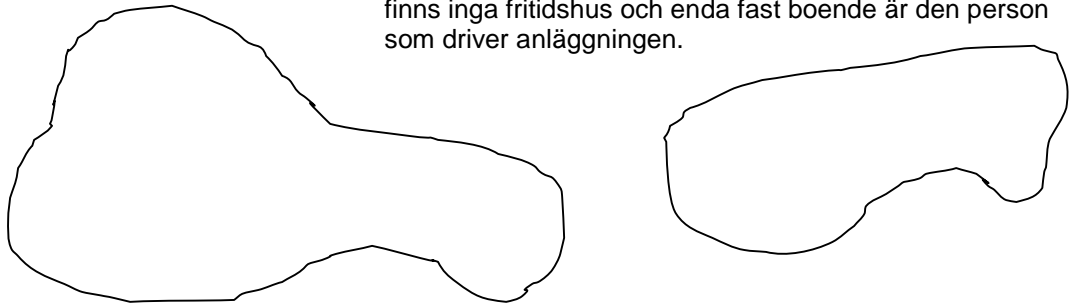 finns inga fritidshus och enda fast boende är den person
som driver anläggningen.